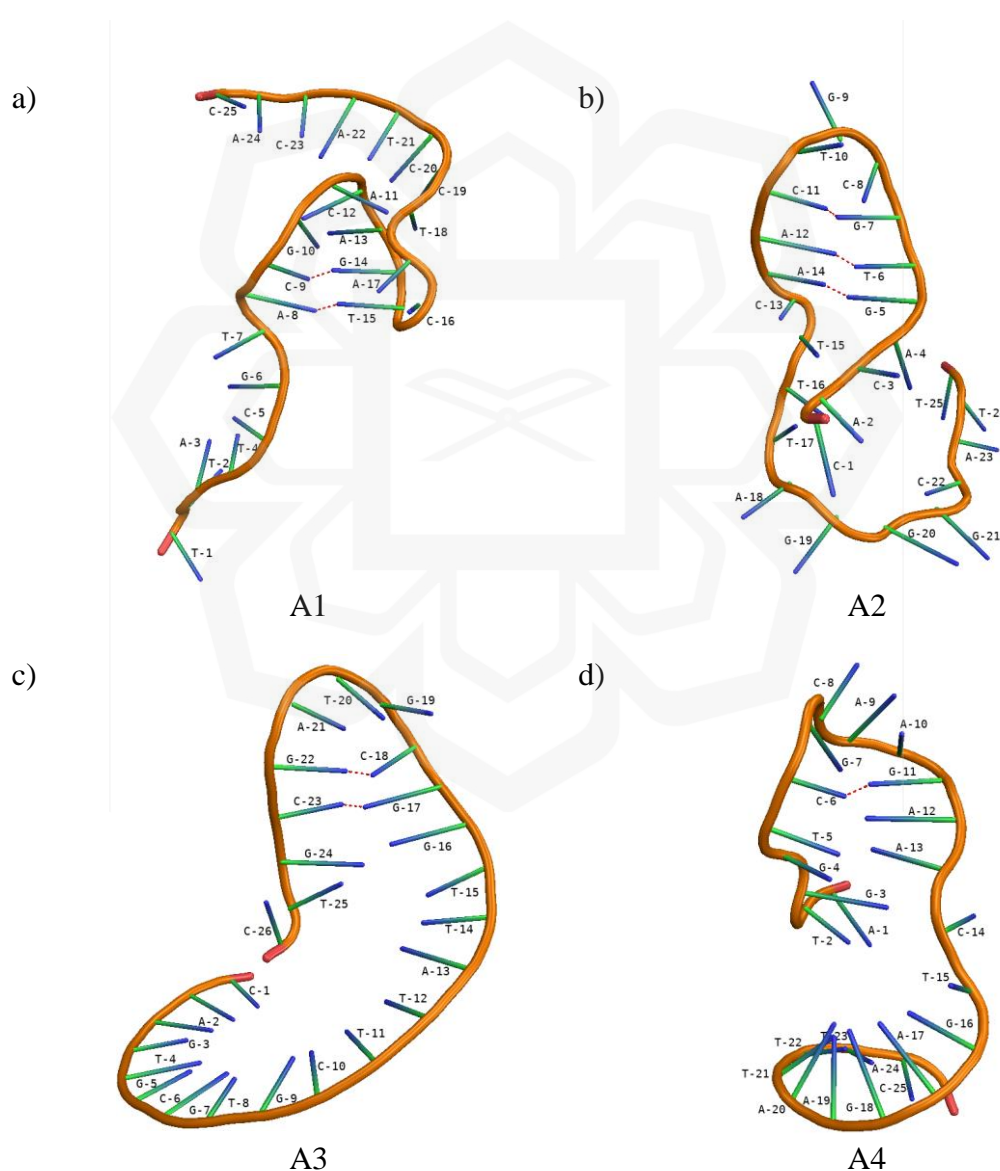 a)
C-25
A-24
C-23
A-22
T-21
C-20
C-19
A-11
C-12
T-18
A-13
G-10
G-14
A-17
C-9
A-8
T-15
C-16
T-7
G-6
C-5
A-3
T-4
T-2
T-1
A1
b)
G-9
T-10
C-8
C-11
G-7
A-12
T-6
A-14
G-5
C-13
T-15
A-4
C-3
T-16
T-25
T-2
A-2
T-17
A-23
C-1
C-22
A-18
G-19
G-20
G-21
A2
c)
T-20
G-19
A-21
G-22
C-18
C-23
G-17
G-16
G-24
T-25
T-15
C-26
T-14
A-13
C-1
T-12
A-2
G-3
T-11
T-4
G-5
C-10
C-6
G-7
T-8
G-9
A3
d)
C-8
A-9
A-10
G-7
G-11
C-6
A-12
T-5
A-13
G-4
G-3
C-14
T-2
A-1
T-15
G-16
T-23
A-17
T-22
A-24
T-21
C-25
A-19
A-20
G-18
A4